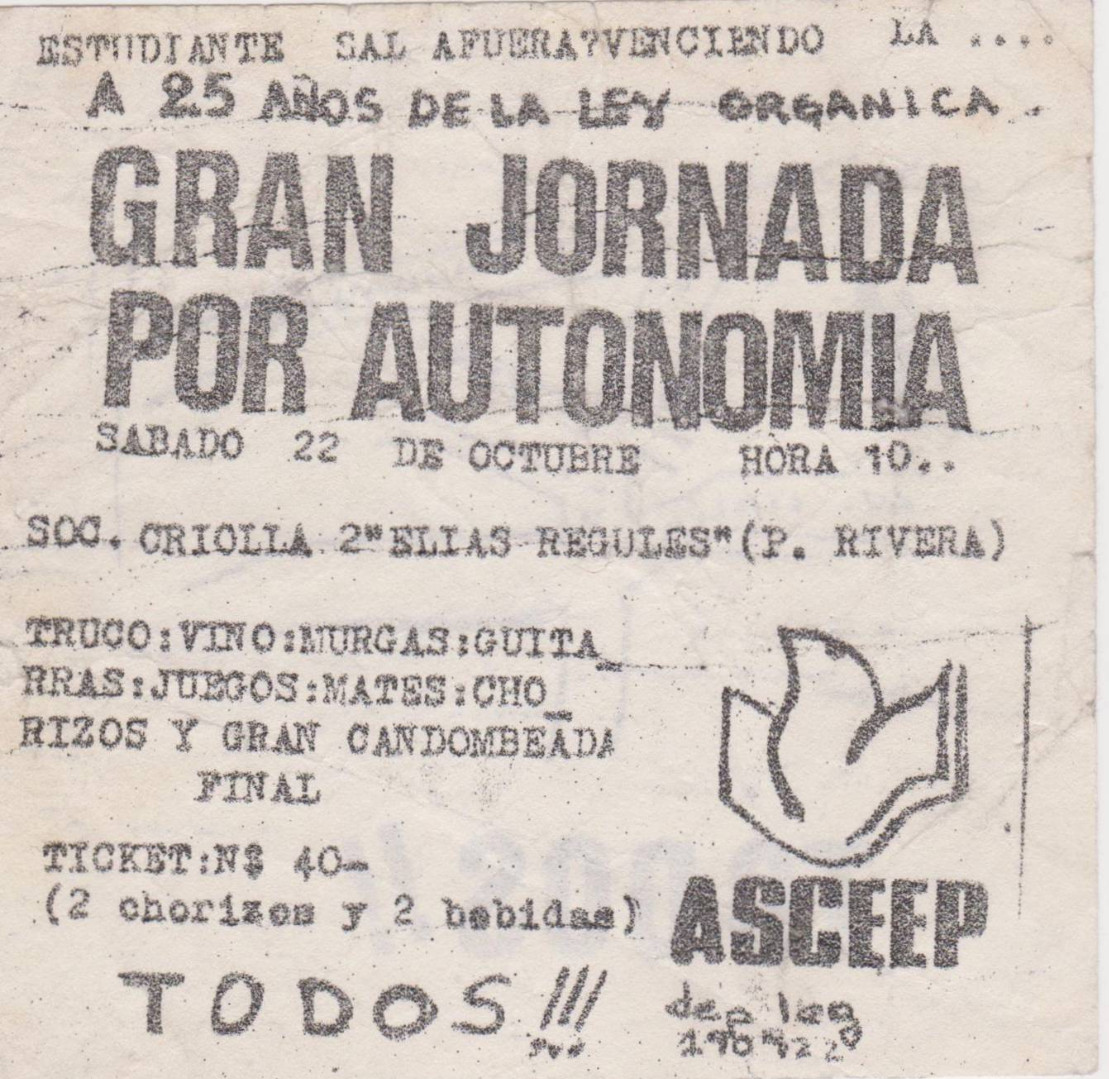 ESTUDIANTE SAL AFUERA?VENCIENDO LA ....
A 25 AÑOS DE LA LEY ORGANICA..
GRAN JORNADA
POR AUTONOMIA
SABADO 22 DE OCTUBRE HORA 10..
SOC. CRIOLLA 2"ELIAS REGULES"(P. RIVERA)
TRUCO:VINO:MURGAS:GUITA_
RRAS:JUEGOS:MATES:CHO_
RIZOS Y GRAN CANDOMBEADA
FINAL
TICKET:N$ 40-
(2 chorizos y 2 bebidas)
ASCEEP
TODOS!!!
dep leg